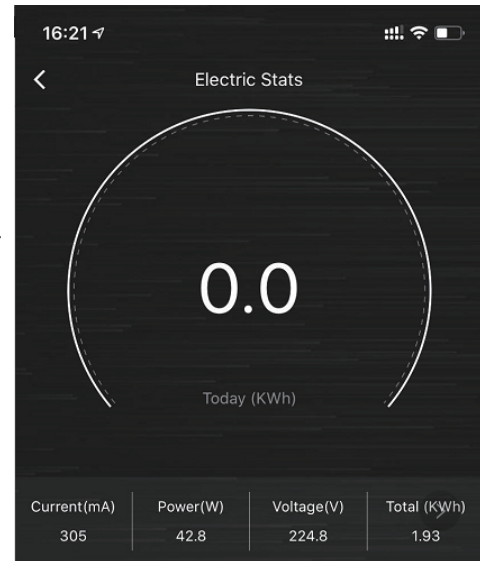 16:21
Electric Stats
0.0
Today (KWh)
Current(mA) Power(W) Voltage(V) Total (KWh)
305 42.8 224.8 1.93